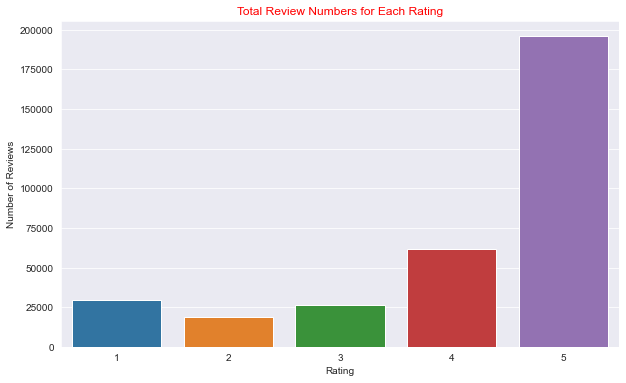 Total Review Numbers for Each Rating
200000
175000
150000
125000
100000
75000
50000
25000
0
Number of Reviews
1 2 3 4 5
Rating